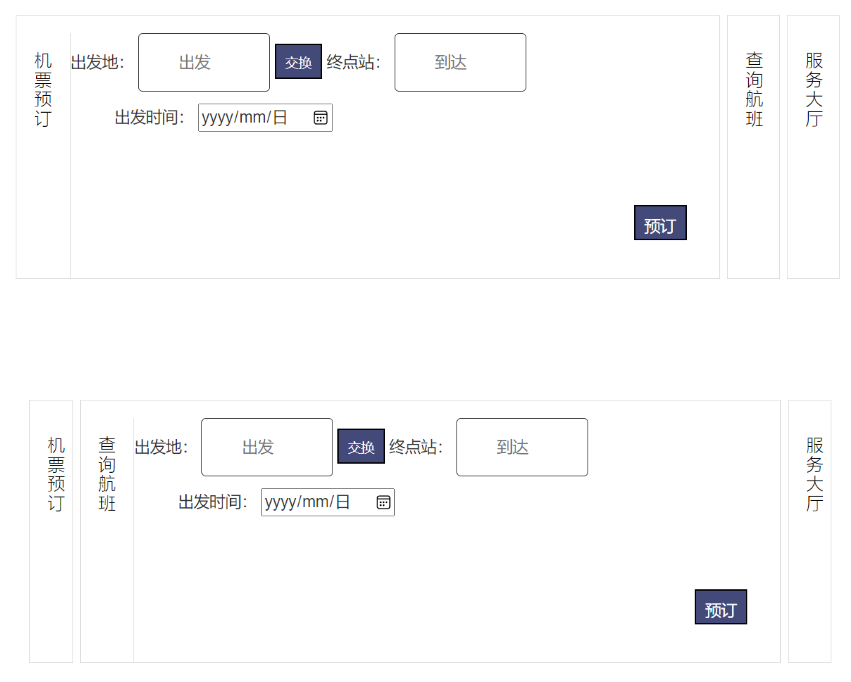 机票预订
出发地： 出发 交换 终点站： 到达
出发时间： yyyy/mm/日
预订
查询航班
服务大厅
机票预订
查询航班
出发地： 出发 交换 终点站： 到达
出发时间： yyyy/mm/日
预订
服务大厅